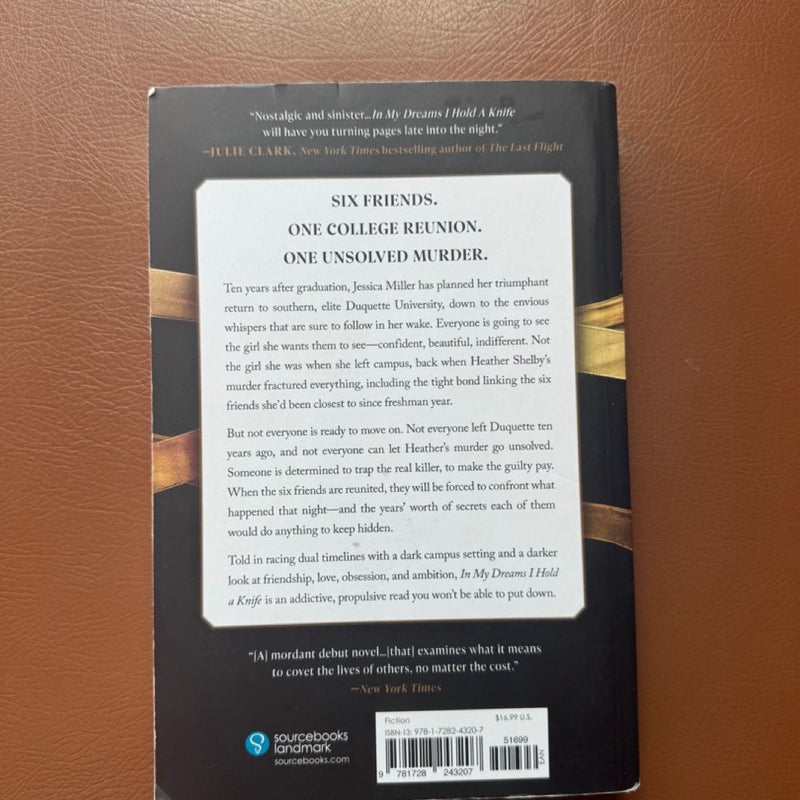 "Nostalgic and sinister...In My Dreams I Hold A Knife
will have you turning pages late into the night."
—JULIE CLARK, New York Times bestselling author of The Last Flight
SIX FRIENDS.
ONE COLLEGE REUNION.
ONE UNSOLVED MURDER.
Ten years after graduation, Jessica Miller has planned her triumphant
return to southern, elite Duquette University, down to the envious
whispers that are sure to follow in her wake. Everyone is going to see
the girl she wants them to see—confident, beautiful, indifferent. Not
the girl she was when she left campus, back when Heather Shelby's
murder fractured everything, including the tight bond linking the six
friends she'd been closest to since freshman year.
But not everyone is ready to move on. Not everyone left Duquette ten
years ago, and not everyone can let Heather's murder go unsolved.
Someone is determined to trap the real killer, to make the guilty pay.
When the six friends are reunited, they will be forced to confront what
happened that night—and the years' worth of secrets each of them
would do anything to keep hidden.
Told in racing dual timelines with a dark campus setting and a darker
look at friendship, love, obsession, and ambition, In My Dreams I Hold
a Knife is an addictive, propulsive read you won't be able to put down.
"[A] mordant debut novel...[that] examines what it means
to covet the lives of others, no matter the cost."
—New York Times
sourcebooks
landmark
sourcebooks.com
Fiction
$16.99 U.S.
ISBN-13: 978-1-7282-4320-7
51699
EAN
9 781728 243207